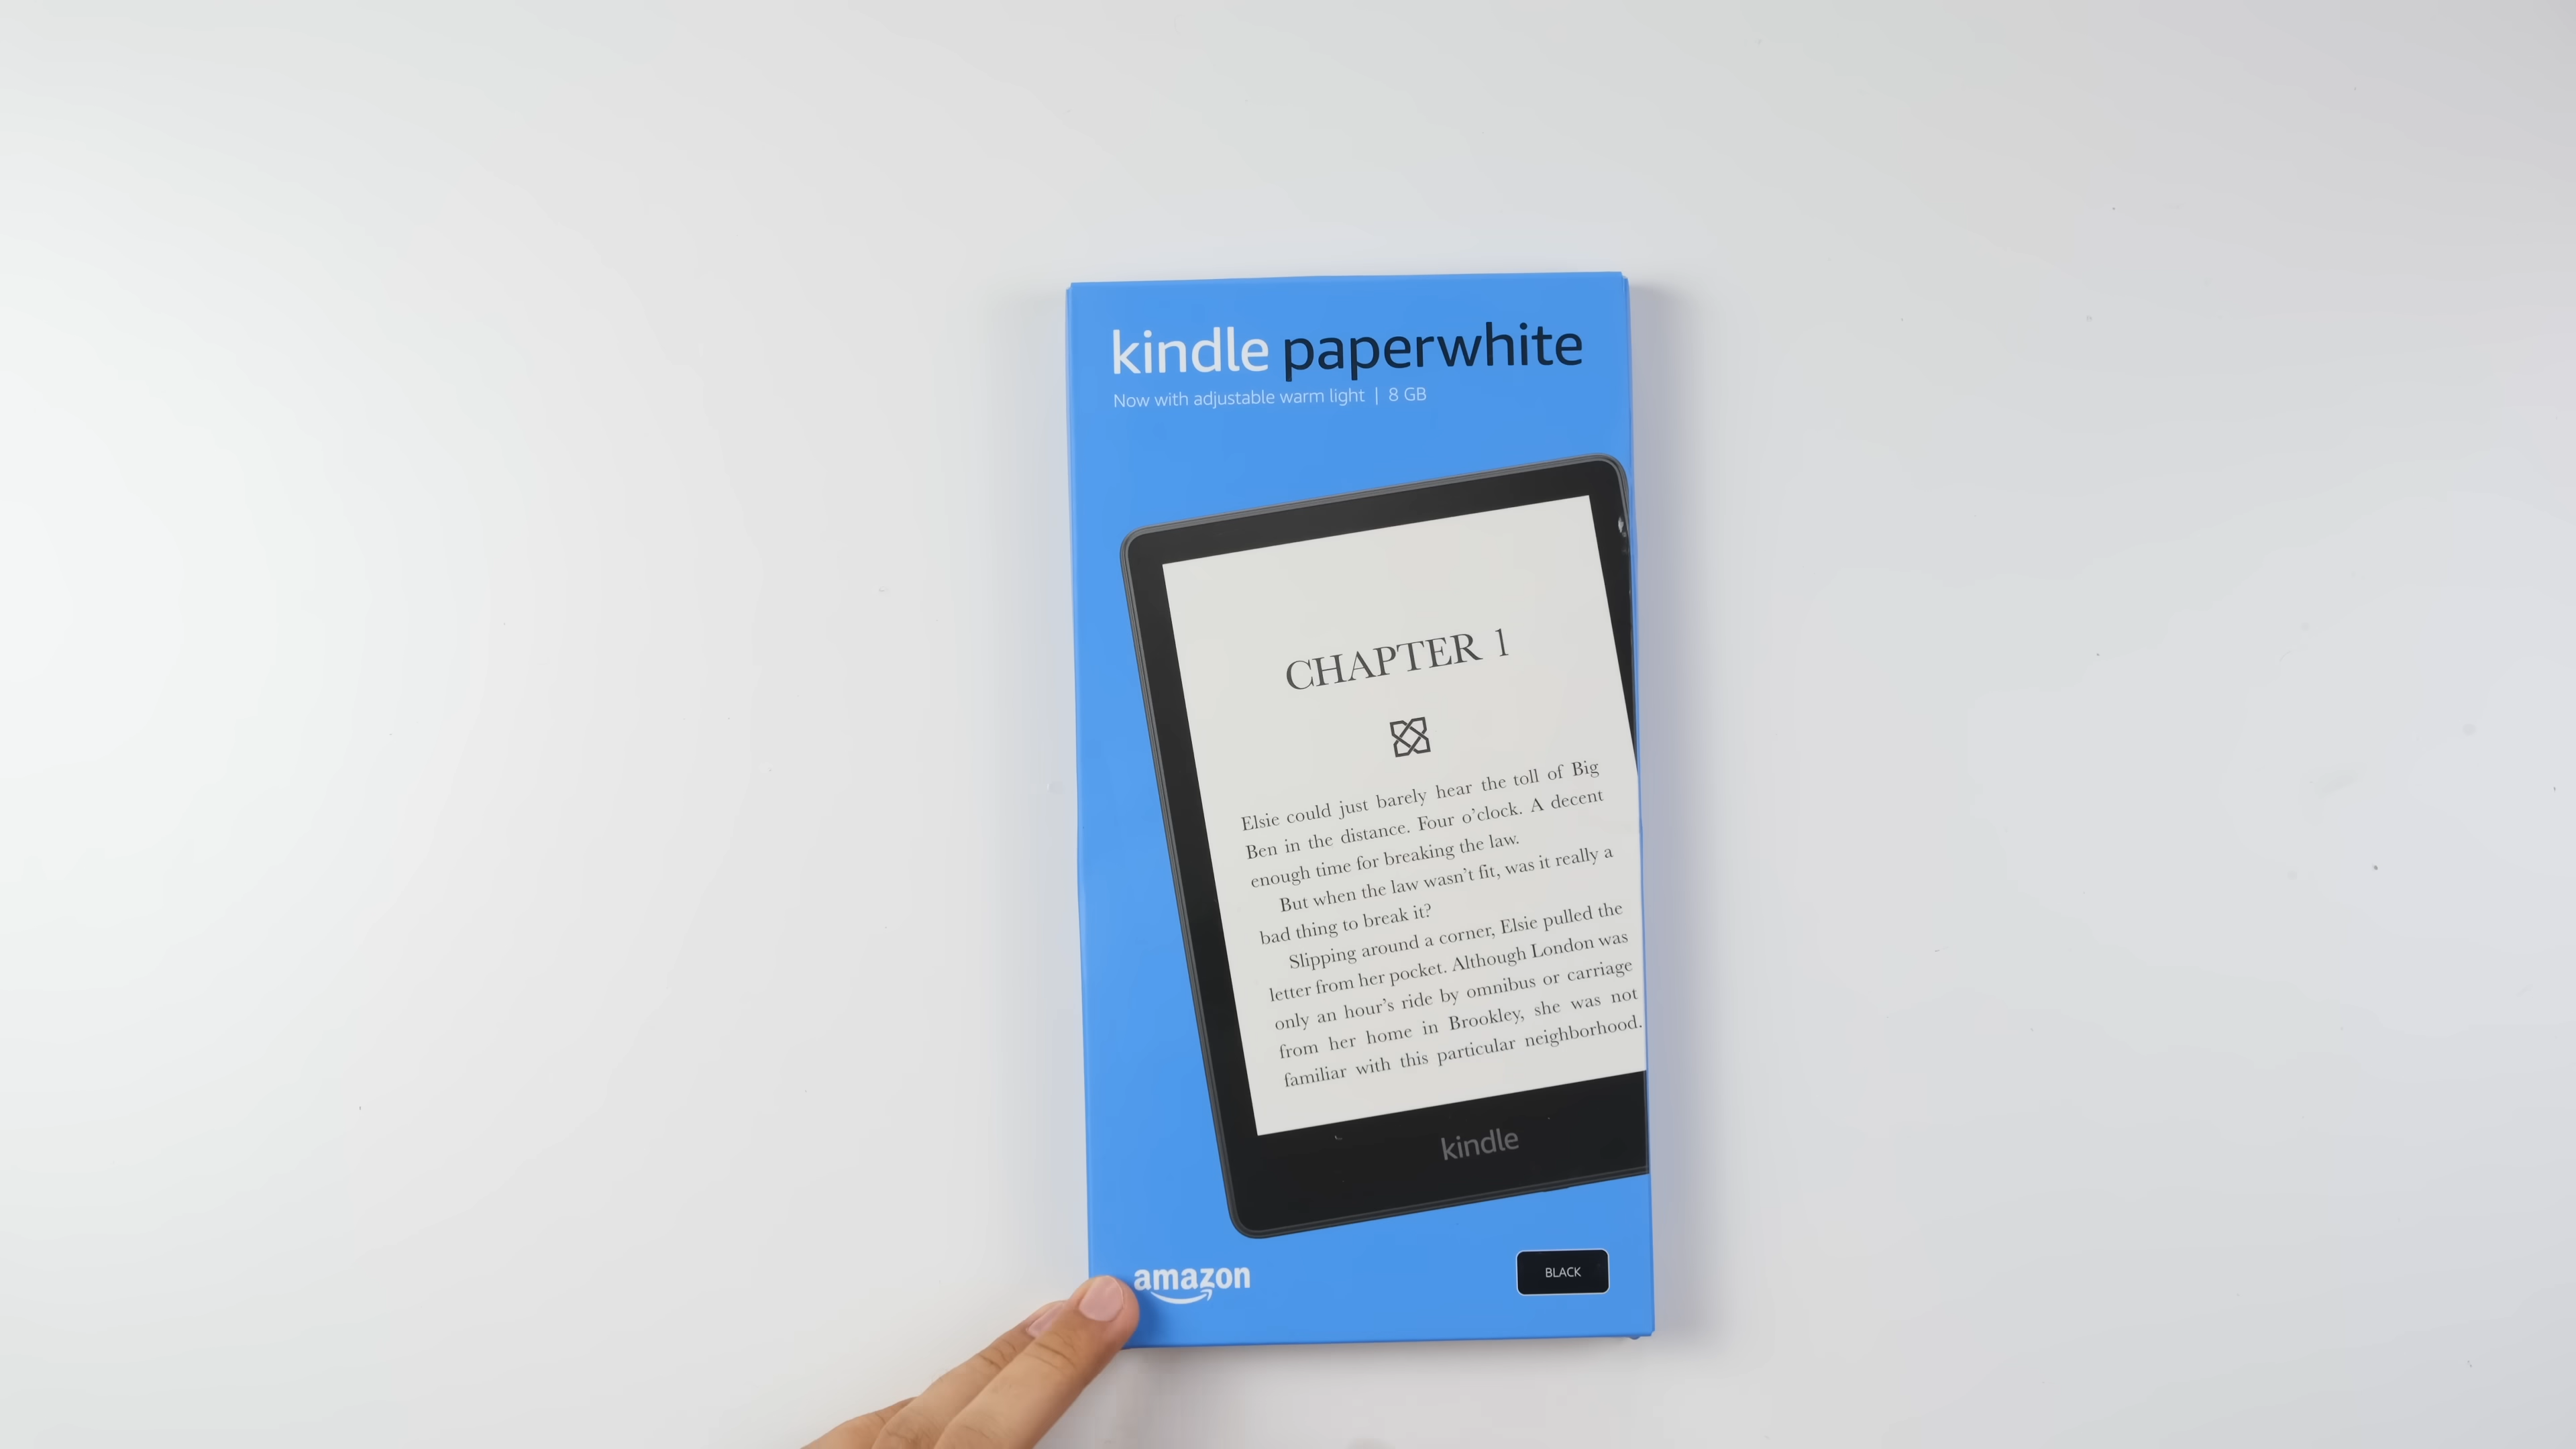 kindle paperwhite
Now with adjustable warm light | 8 GB
CHAPTER 1
Elsie could just barely hear the toll of Big
Ben in the distance. Four o’clock. A decent
enough time for breaking the law.
But when the law wasn’t fit, was it really a
bad thing to break it?
Slipping around a corner, Elsie pulled the
letter from her pocket. Although London was
only an hour’s ride by omnibus or carriage
from her home in Brookley, she was not
familiar with this particular neighborhood.
kindle
amazon
BLACK